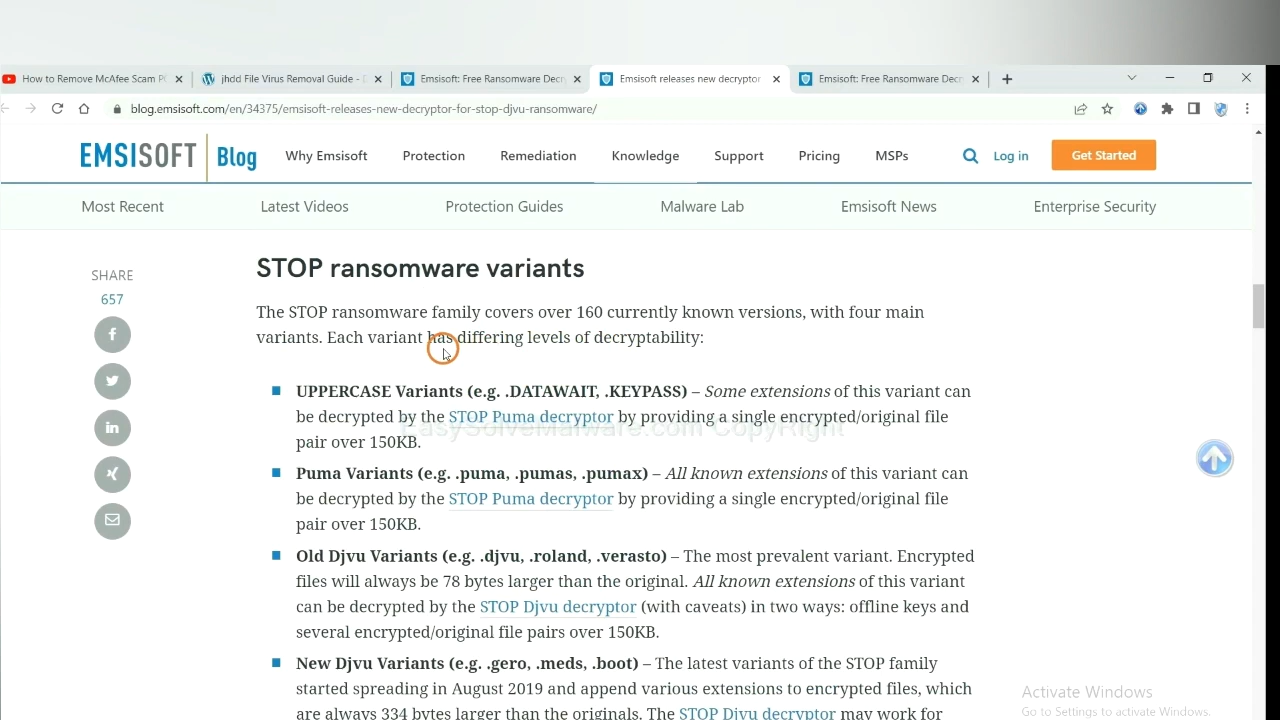 How to Remove McAfee Scam P
jhdd File Virus Removal Guide -
Emsisoft: Free Ransomware Decr
Emsisoft releases new decryptor
Emsisoft: Free Ransomware Decr
blog.emsisoft.com/en/34375/emsisoft-releases-new-decryptor-for-stop-djvu-ransomware/
EMSISOFT Blog Why Emsisoft Protection Remediation Knowledge Support Pricing MSPs Log in Get Started
Most Recent Latest Videos Protection Guides Malware Lab Emsisoft News Enterprise Security
SHARE
657
STOP ransomware variants
The STOP ransomware family covers over 160 currently known versions, with four main
variants. Each variant has differing levels of decryptability:
UPPERCASE Variants (e.g. .DATAWAIT, .KEYPASS) – Some extensions of this variant can
be decrypted by the STOP Puma decryptor by providing a single encrypted/original file
EasySolveMalware.com CopyRight
pair over 150KB.
Puma Variants (e.g. .puma, .pumas, .pumax) – All known extensions of this variant can
be decrypted by the STOP Puma decryptor by providing a single encrypted/original file
pair over 150KB.
Old Djvu Variants (e.g. .djvu, .roland, .verasto) – The most prevalent variant. Encrypted
files will always be 78 bytes larger than the original. All known extensions of this variant
can be decrypted by the STOP Djvu decryptor (with caveats) in two ways: offline keys and
several encrypted/original file pairs over 150KB.
New Djvu Variants (e.g. .gero, .meds, .boot) – The latest variants of the STOP family
started spreading in August 2019 and append various extensions to encrypted files, which
are always 334 bytes larger than the originals. The STOP Djvu decryptor may work for
Activate Windows
Go to Settings to activate Windows.